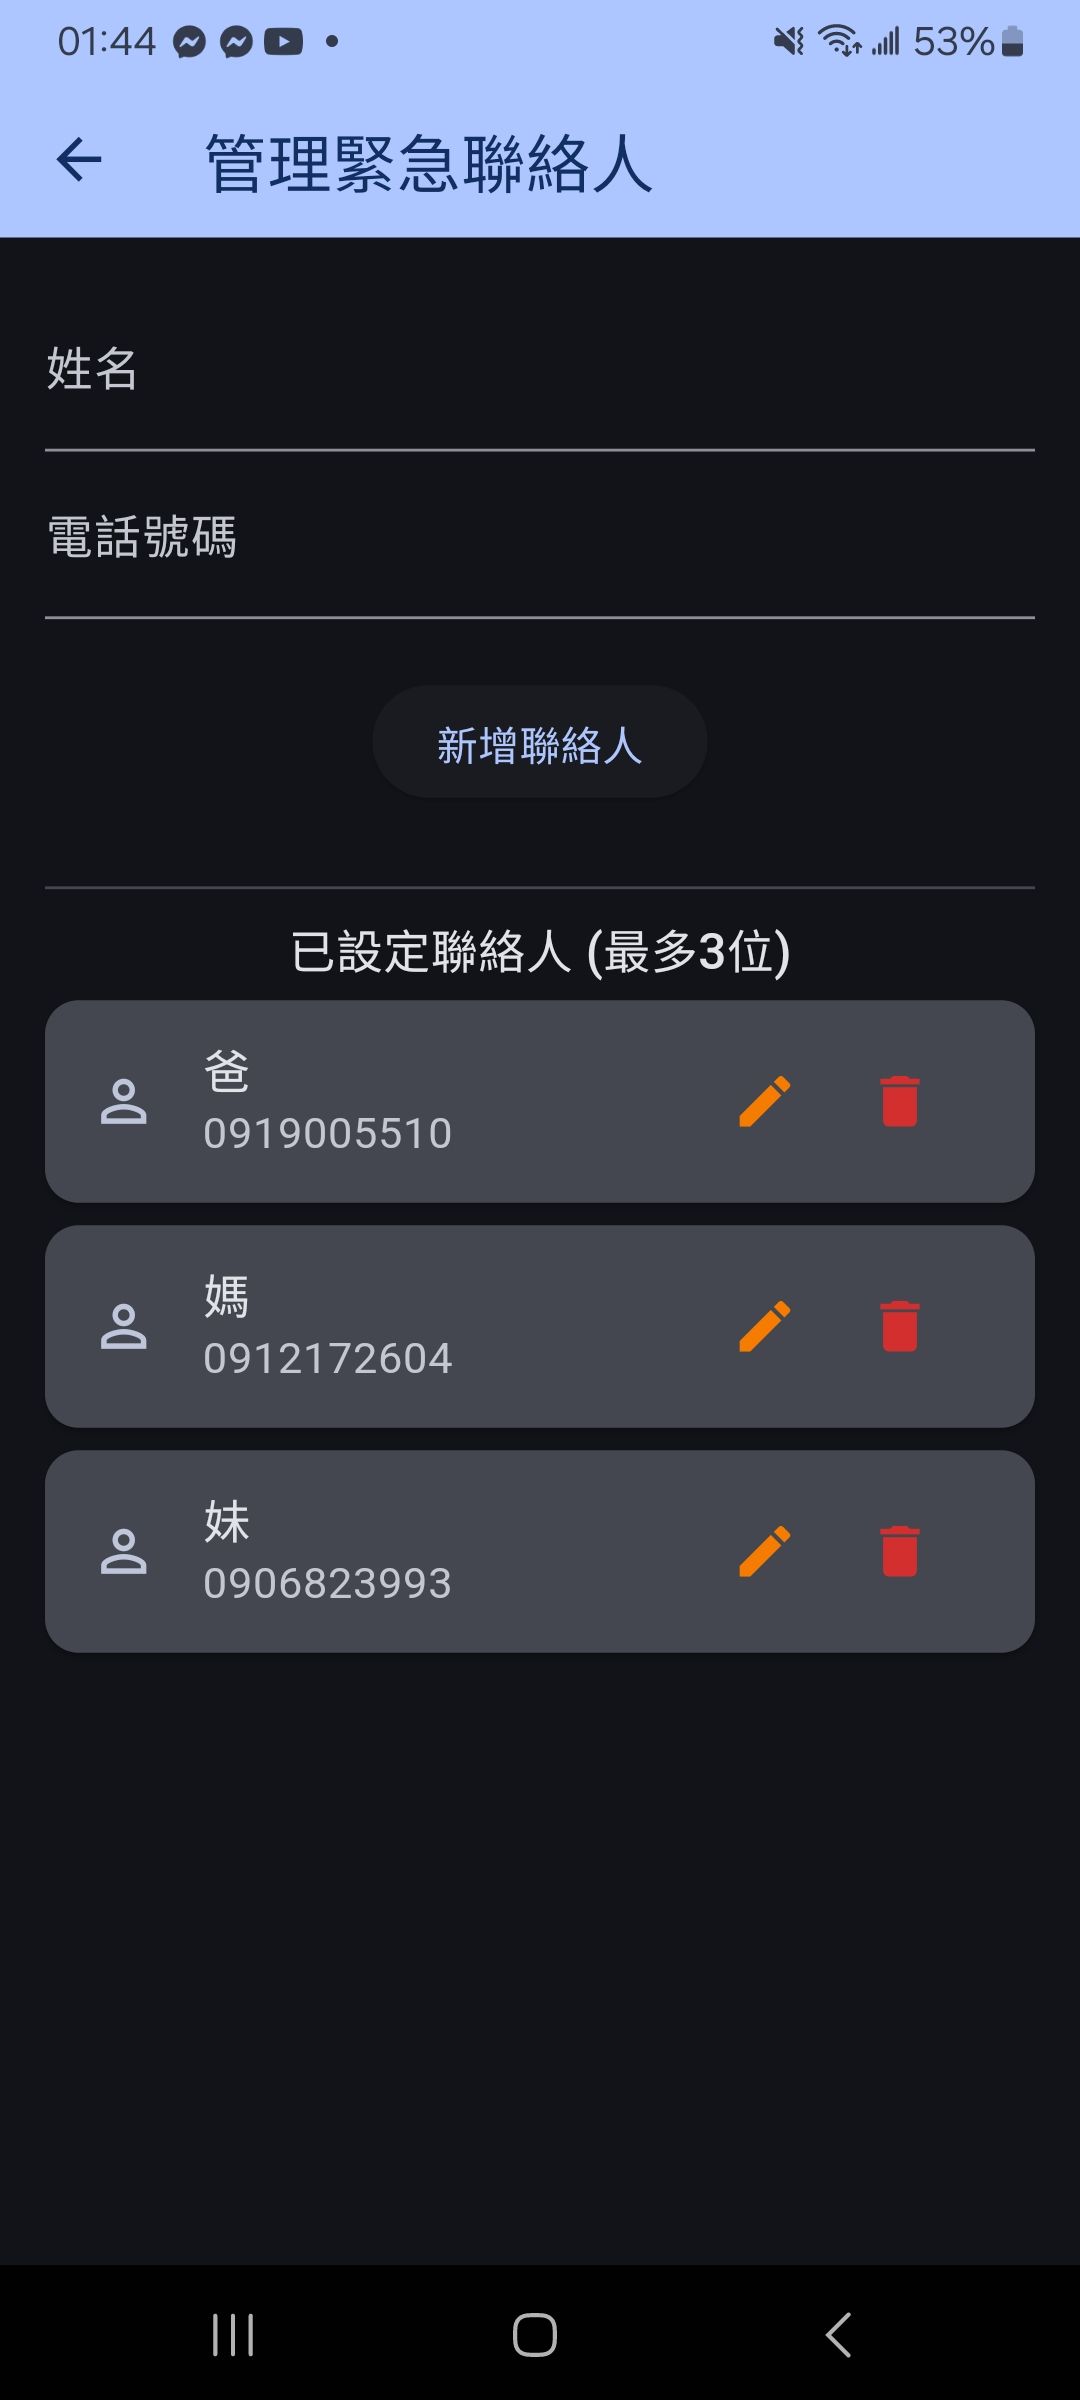 01:44
53%
管理緊急聯絡人
姓名
電話號碼
新增聯絡人
已設定聯絡人 (最多3位)
爸
0919005510
媽
0912172604
妹
0906823993